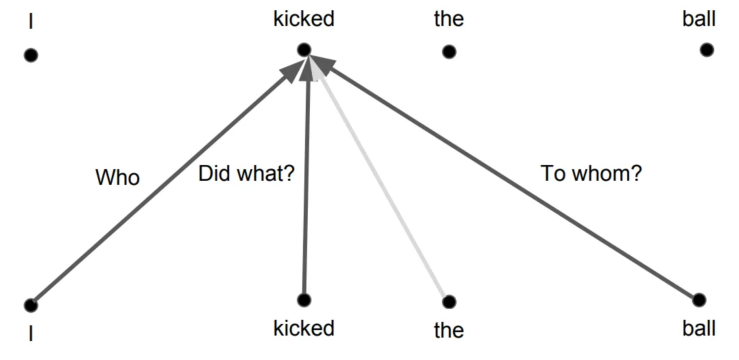 I kicked the ball
Who Did what? To whom?
I kicked the ball